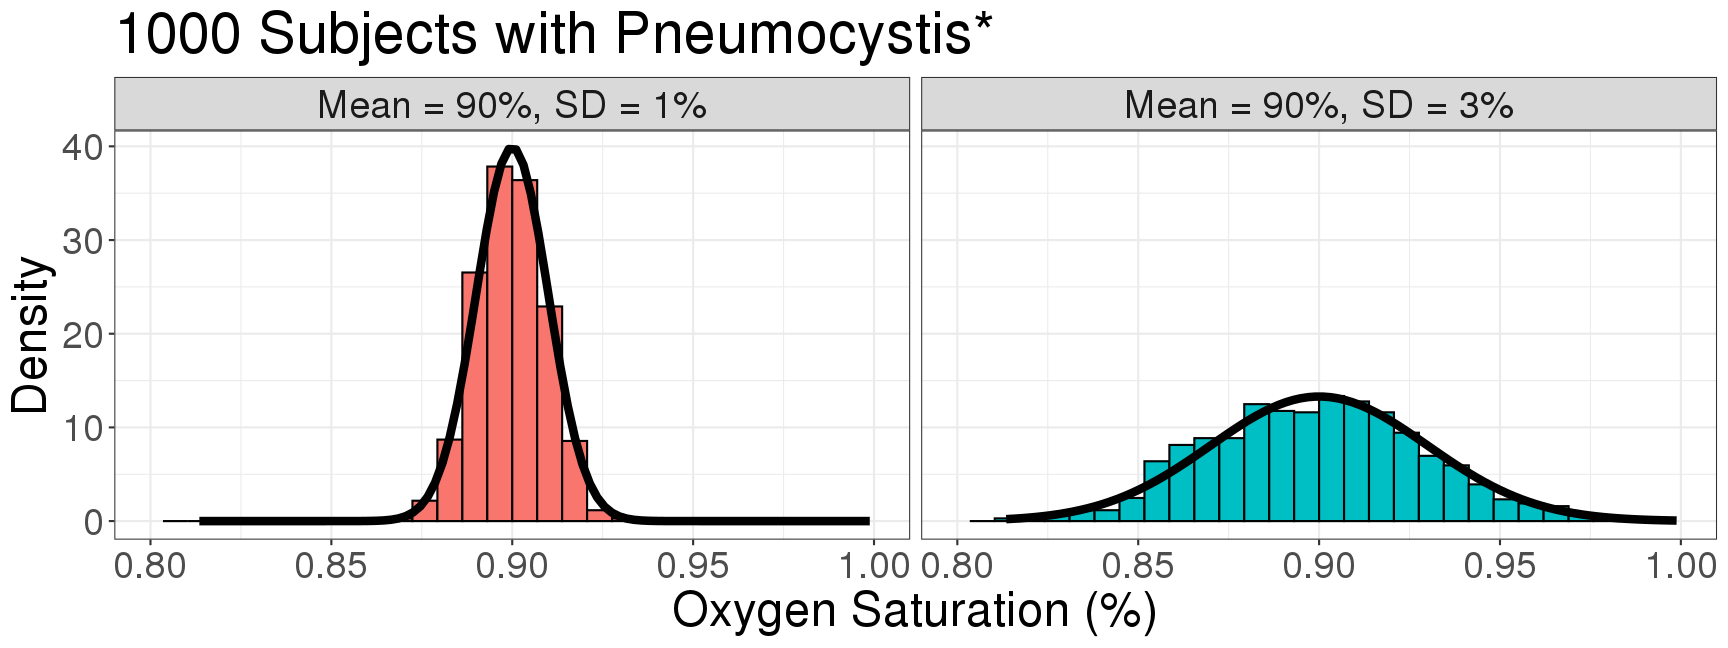 1000 Subjects with Pneumocystis*
Mean = 90%, SD = 1%
Mean = 90%, SD = 3%
Density
40
30
20
10
0
0.80 0.85 0.90 0.95 1.00
0.80 0.85 0.90 0.95 1.00
Oxygen Saturation (%)